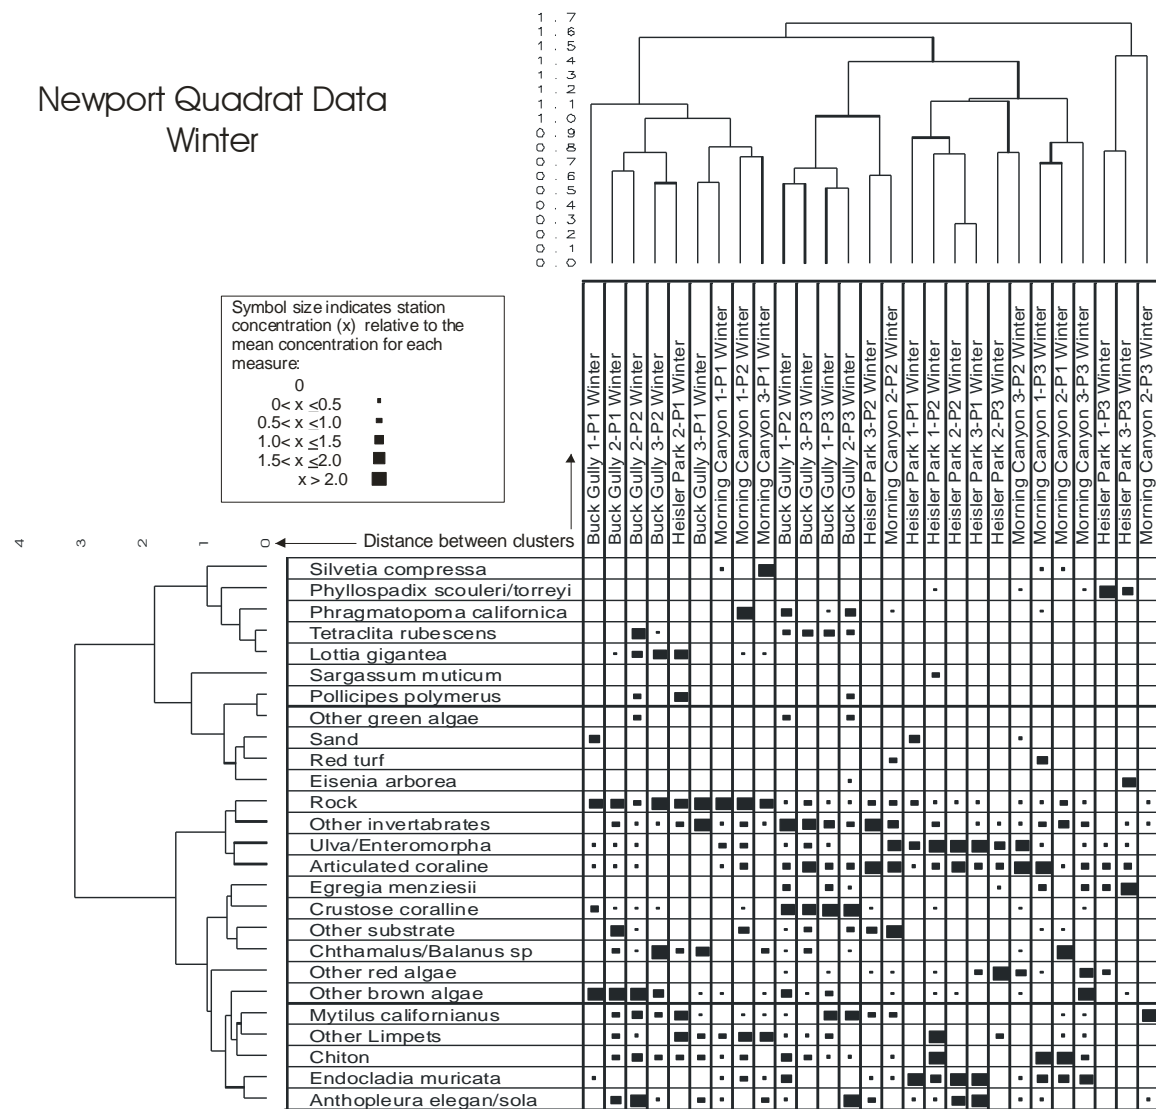 1 . 7
1 . 6
1 . 5
1 . 4
1 . 3
1 . 2
1 . 1
1 . 0
0 . 9
0 . 8
0 . 7
0 . 6
0 . 5
0 . 4
0 . 3
0 . 2
0 . 1
0 . 0
Newport Quadrat Data
Winter
Symbol size indicates station
concentration (x) relative to the
mean concentration for each
measure:
0
0< x ≤0.5
0.5< x ≤1.0
1.0< x ≤1.5
1.5< x ≤2.0
x > 2.0
Buck Gully 1-P1 Winter
Buck Gully 2-P1 Winter
Buck Gully 2-P2 Winter
Buck Gully 3-P2 Winter
Heisler Park 2-P1 Winter
Buck Gully 3-P1 Winter
Morning Canyon 1-P1 Winter
Morning Canyon 1-P2 Winter
Morning Canyon 3-P1 Winter
Buck Gully 1-P2 Winter
Buck Gully 3-P3 Winter
Buck Gully 1-P3 Winter
Buck Gully 2-P3 Winter
Heisler Park 3-P2 Winter
Morning Canyon 2-P2 Winter
Heisler Park 1-P1 Winter
Heisler Park 1-P2 Winter
Heisler Park 2-P2 Winter
Heisler Park 3-P1 Winter
Heisler Park 2-P3 Winter
Morning Canyon 3-P2 Winter
Morning Canyon 1-P3 Winter
Morning Canyon 2-P1 Winter
Morning Canyon 3-P3 Winter
Heisler Park 1-P3 Winter
Heisler Park 3-P3 Winter
Morning Canyon 2-P3 Winter
4 3 2 1 0
Distance between clusters
Silvetia compressa
Phyllospadix scouleri/torreyi
Phragmatopoma californica
Tetraclita rubescens
Lottia gigantea
Sargassum muticum
Pollicipes polymerus
Other green algae
Sand
Red turf
Eisenia arborea
Rock
Other invertabrates
Ulva/Enteromorpha
Articulated coraline
Egregia menziesii
Crustose coralline
Other substrate
Chthamalus/Balanus sp
Other red algae
Other brown algae
Mytilus californianus
Other Limpets
Chiton
Endocladia muricata
Anthopleura elegan/sola